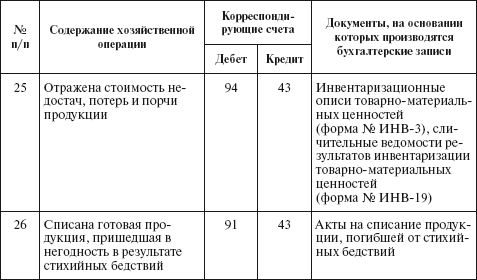 №
п/п
Содержание хозяйственной
операции
Корреспонди-
рующие счета
Дебет
Кредит
Документы, на основании
которых производятся
бухгалтерские записи
25
Отражена стоимость не-
достач, потерь и порчи
продукции
94
43
Инвентаризационные
описи товарно-материаль-
ных ценностей
(форма № ИНВ-3), сли-
чительные ведомости ре-
зультатов инвентаризации
товарно-материальных
ценностей
(форма № ИНВ-19)
26
Списана готовая про-
дукция, пришедшая в
негодность в результате
стихийных бедствий
91
43
Акты на списание продук-
ции, погибшей от стихий-
ных бедствий